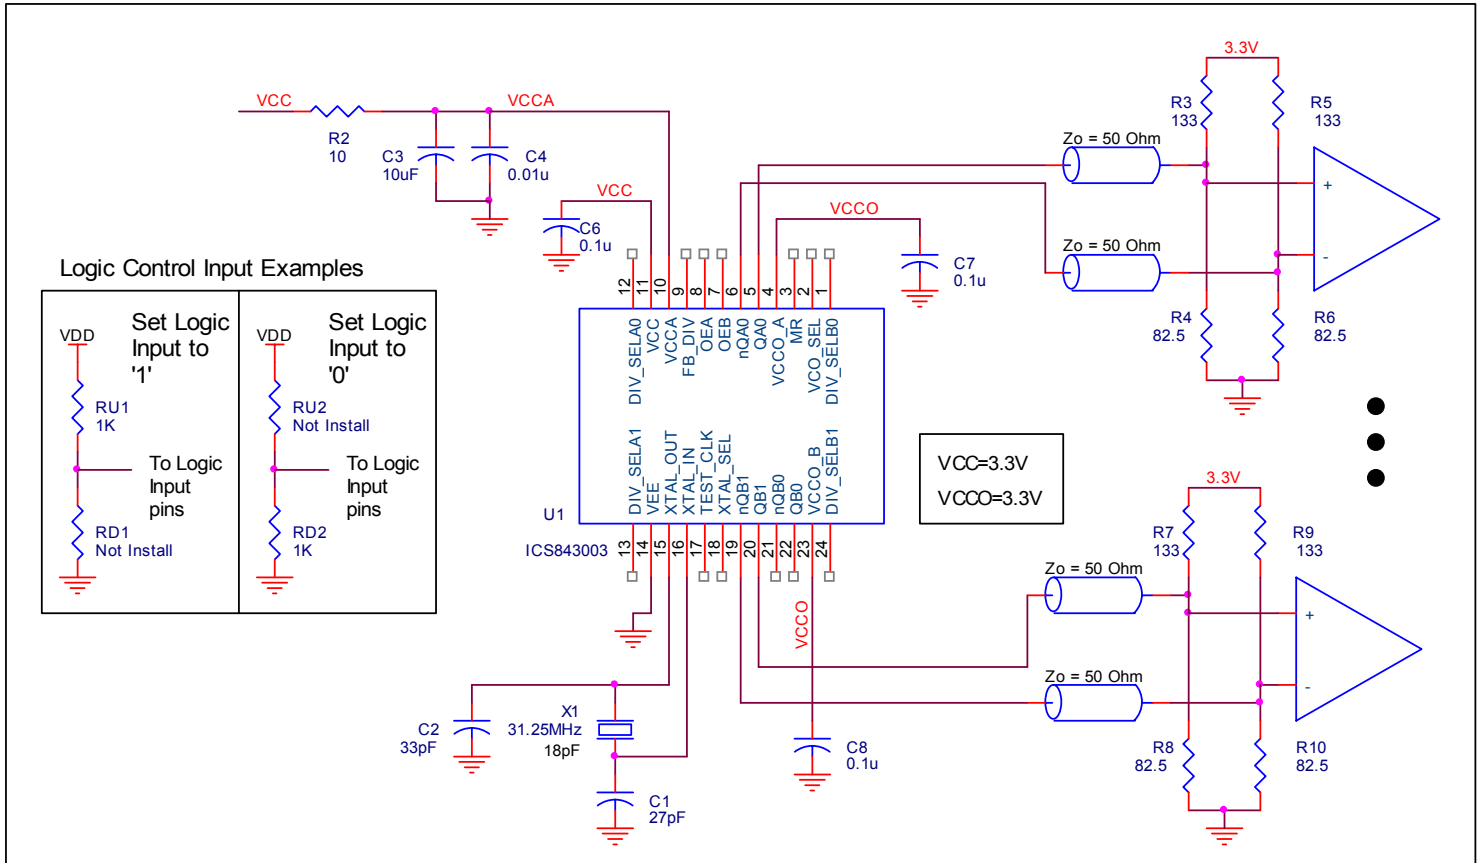 3.3V
R3
133
R5
133
Zo = 50 Ohm
+
-
Zo = 50 Ohm
R4
82.5
R6
82.5
VCC
R2
10
VCCA
C3
10uF
C4
0.01u
VCC
C6
0.1u
VCCO
C7
0.1u
Logic Control Input Examples
VDD
Set Logic
Input to
'1'
RU1
1K
To Logic
Input
pins
RD1
Not Install
VDD
Set Logic
Input to
'0'
RU2
Not Install
To Logic
Input
pins
RD2
1K
12
11
10
9
8
7
6
5
4
3
2
1
DIV_SELA0
VCC
VCCA
FB_DIV
OEA
OEB
nQA0
QA0
VCCO_A
MR
VCO_SEL
DIV_SELB0
DIV_SELA1
VEE
XTAL_OUT
XTAL_IN
TEST_CLK
XTAL_SEL
nQB1
QB1
nQB0
QB0
VCCO_B
DIV_SELB1
U1
ICS843003
13
14
15
16
17
18
19
20
21
22
23
24
VCC=3.3V
VCCO=3.3V
3.3V
R7
133
R9
133
Zo = 50 Ohm
+
-
Zo = 50 Ohm
R8
82.5
R10
82.5
VCCO
C8
0.1u
C2
33pF
X1
31.25MHz
18pF
C1
27pF